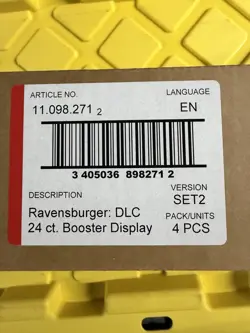 ARTICLE NO.
LANGUAGE
11.098.271 2
EN
3 405036 898271 2
DESCRIPTION
VERSION
SET2
Ravensburger: DLC
PACK/UNITS
24 ct. Booster Display
4 PCS